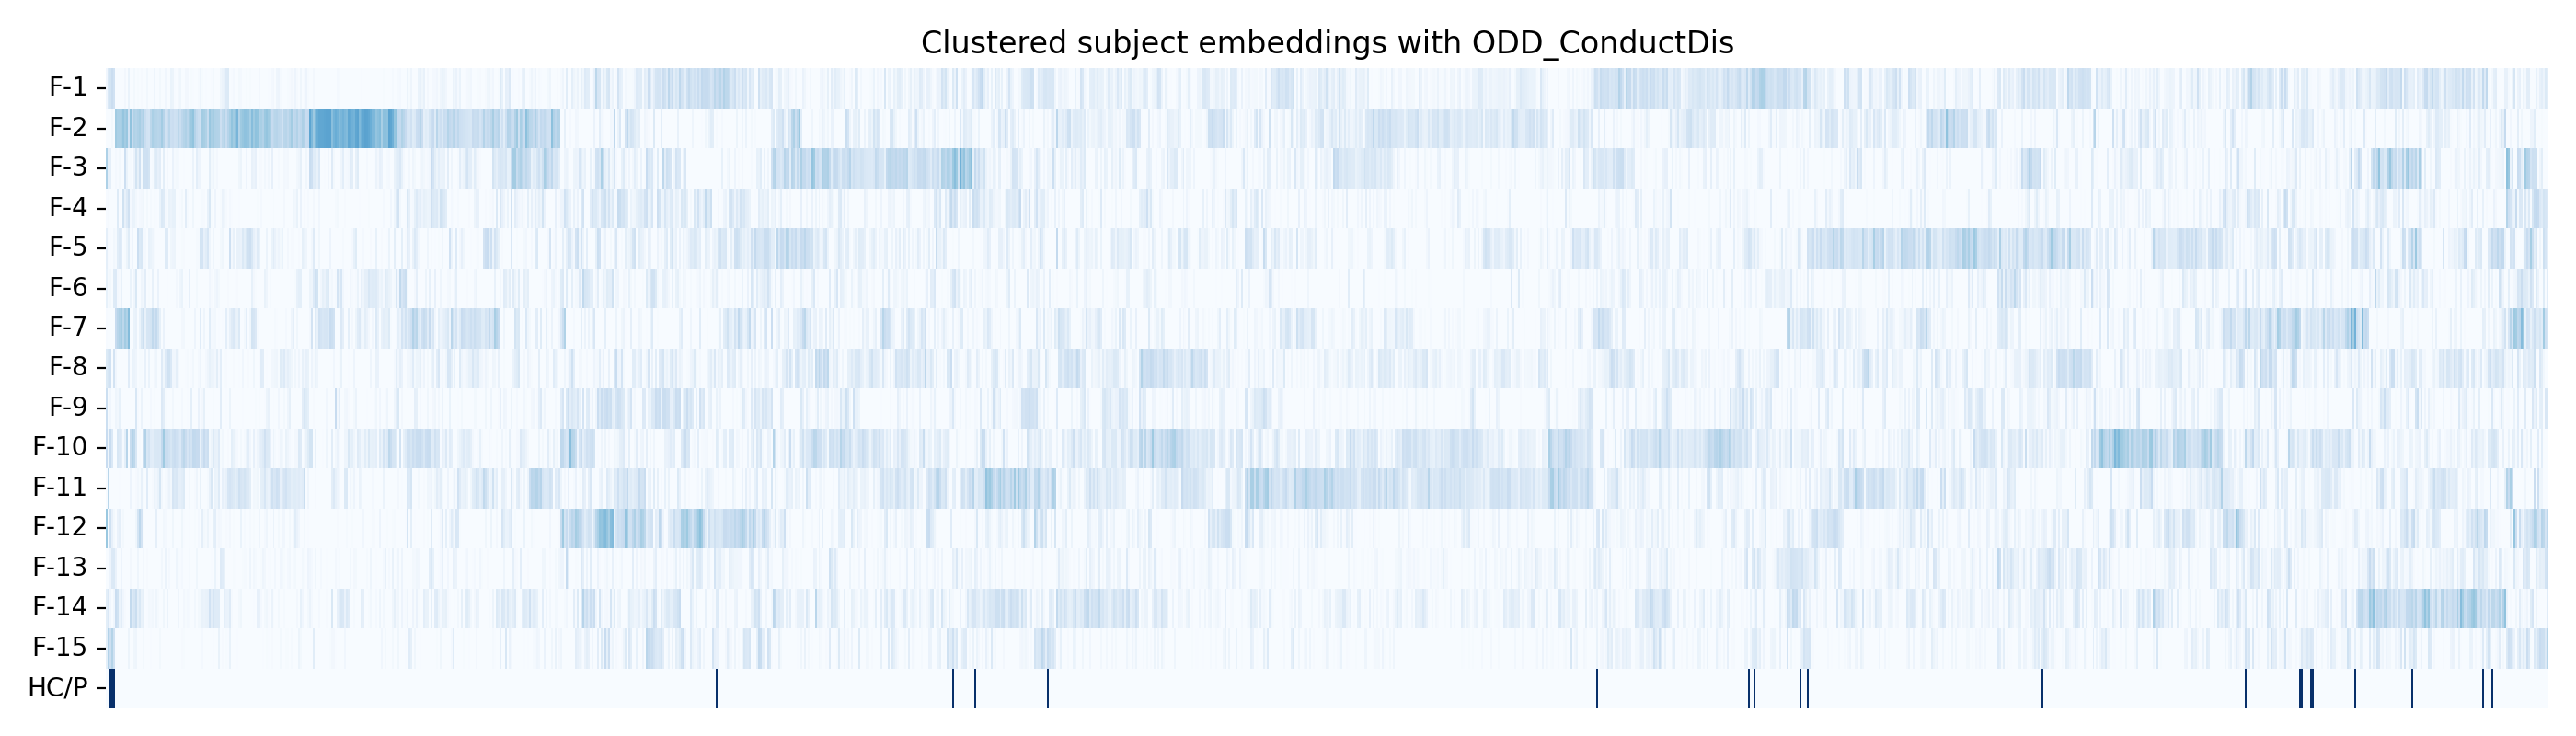 Clustered subject embeddings with ODD_ConductDis
F-1
F-2
F-3
F-4
F-5
F-6
F-7
F-8
F-9
F-10
F-11
F-12
F-13
F-14
F-15
HC/P